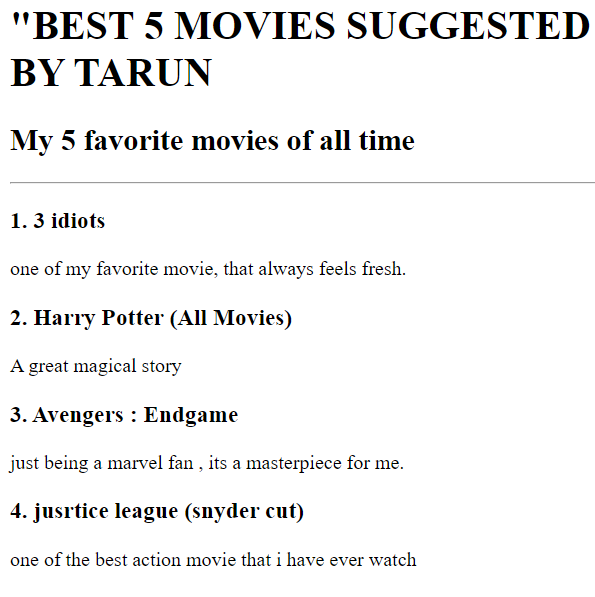 "BEST 5 MOVIES SUGGESTED
BY TARUN
My 5 favorite movies of all time
1. 3 idiots
one of my favorite movie, that always feels fresh.
2. Harry Potter (All Movies)
A great magical story
3. Avengers : Endgame
just being a marvel fan , its a masterpiece for me.
4. jusrtice league (snyder cut)
one of the best action movie that i have ever watch